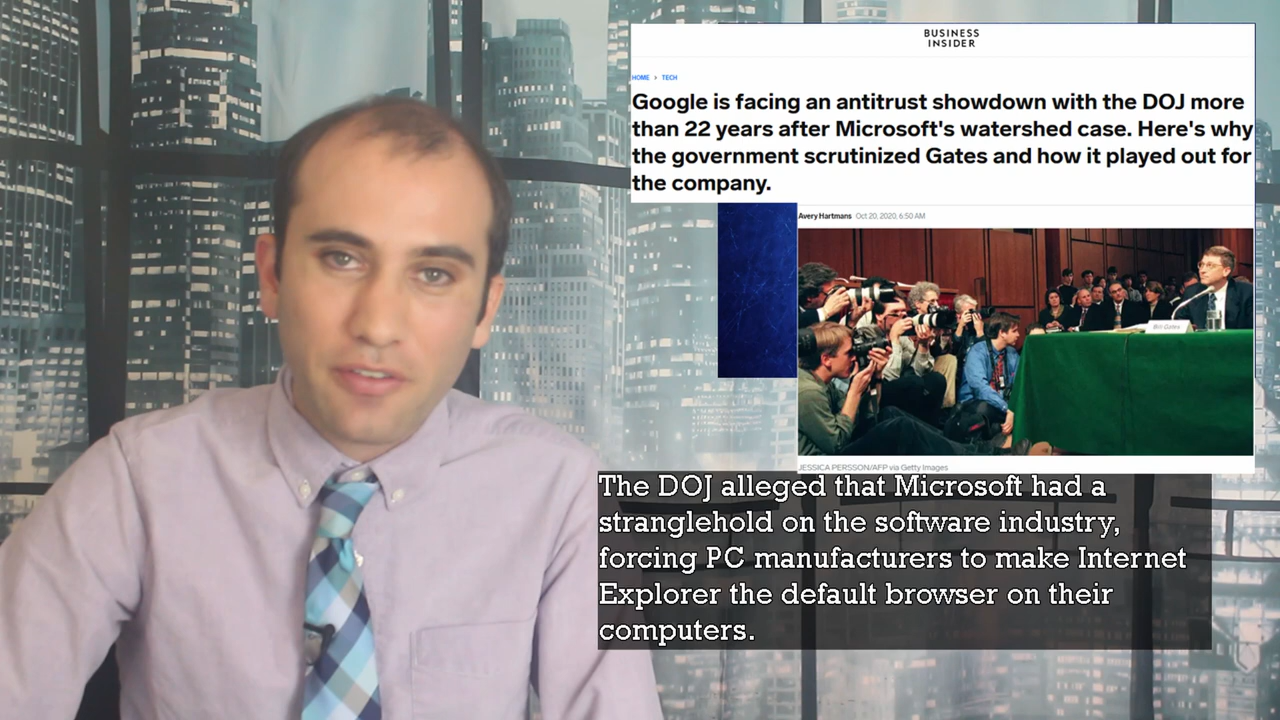 BUSINESS
INSIDER
HOME > TECH
Google is facing an antitrust showdown with the DOJ more
than 22 years after Microsoft's watershed case. Here's why
the government scrutinized Gates and how it played out for
the company.
Avery Hartmans Oct 20, 2020, 6:50 AM
Bill Gates
JESSICA PERSSON/AFP via Getty Images
The DOJ alleged that Microsoft had a
stranglehold on the software industry,
forcing PC manufacturers to make Internet
Explorer the default browser on their
computers.